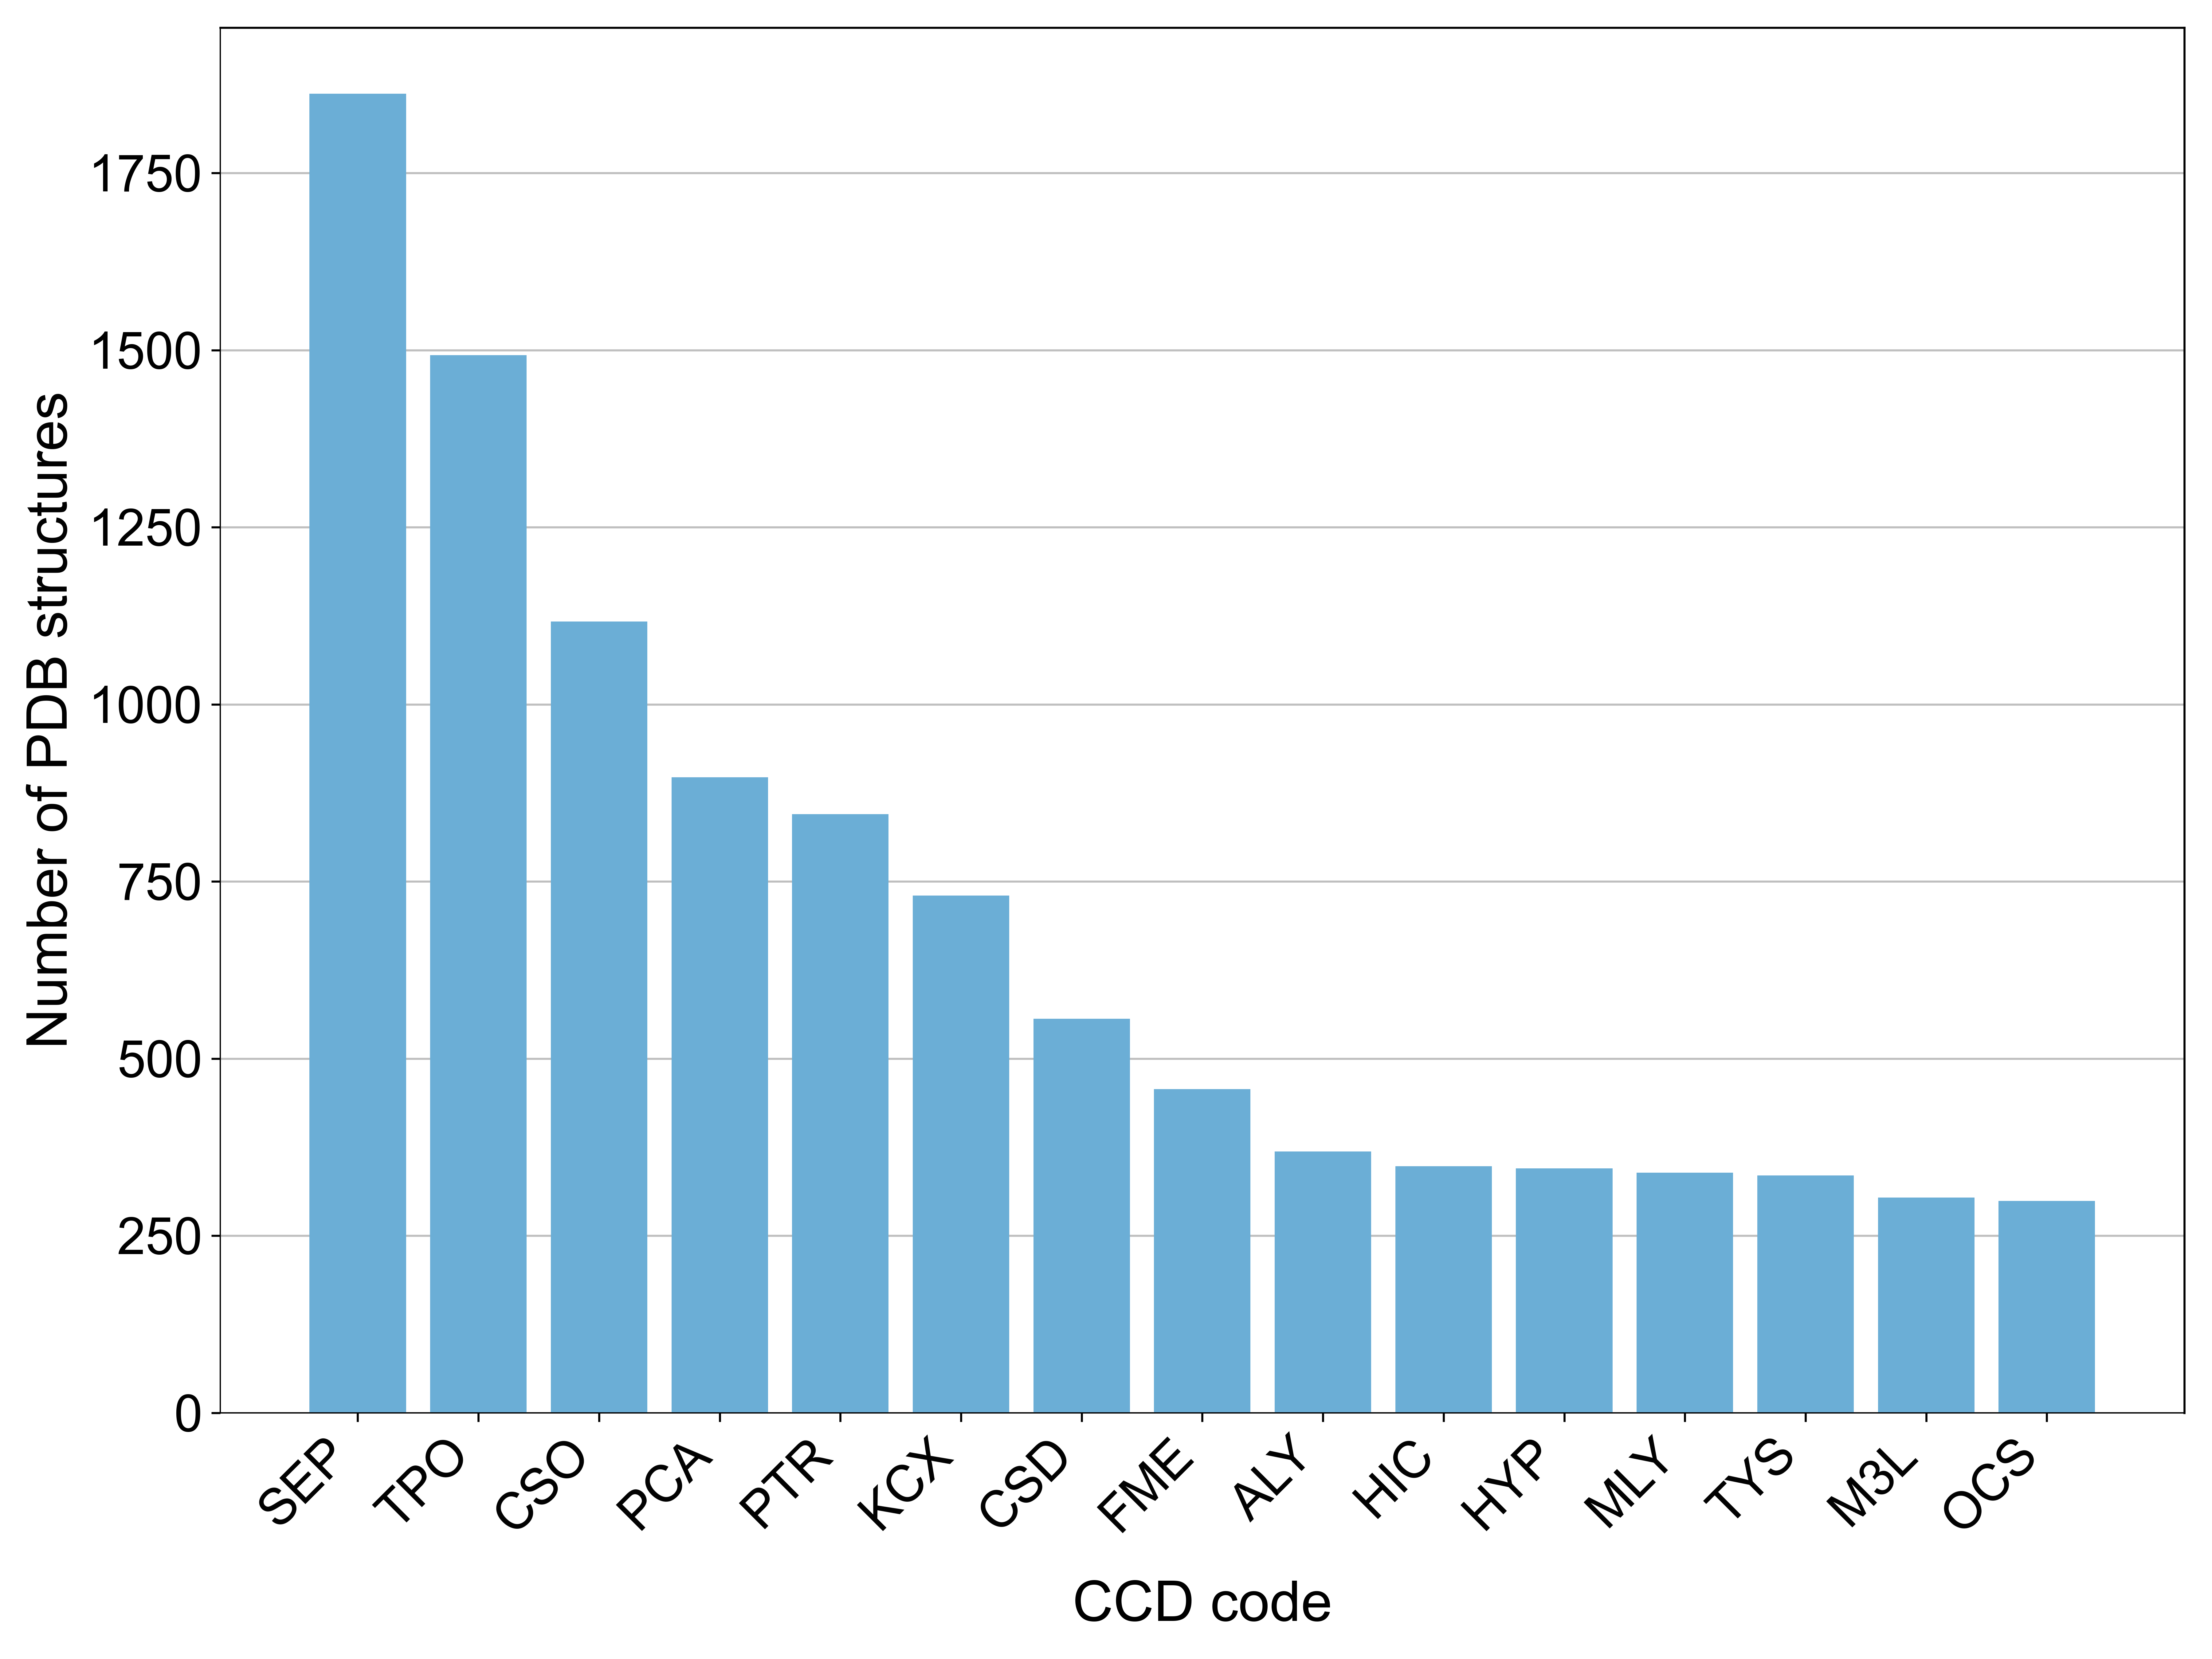 Number of PDB structures
1750
1500
1250
1000
750
500
250
0
SEP
TPO
CSO
PCA
PTR
KCX
CSD
FME
ALY
HIC
HYP
MLY
TYS
M3L
OCS
CCD code